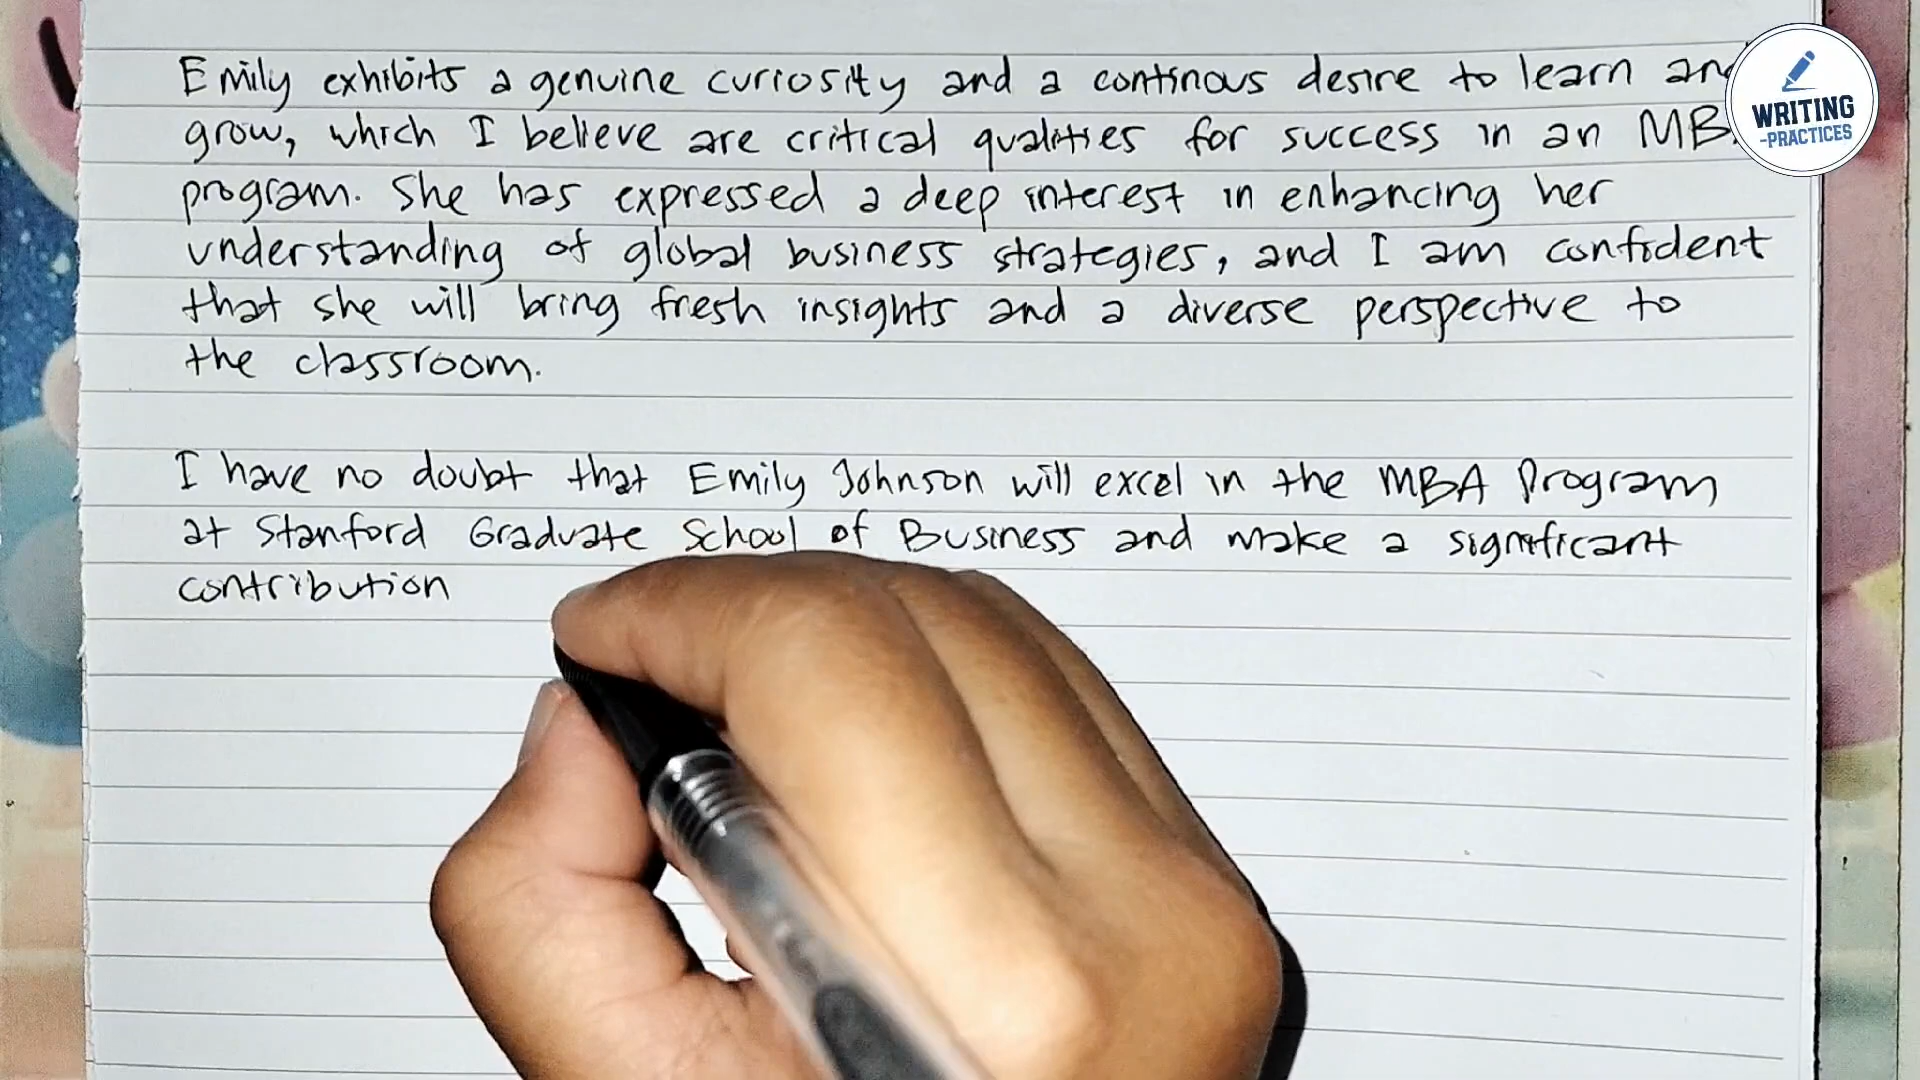 Emily exhibits a genuine curiosity and a continous desire to learn and
grow, which I believe are critical qualities for success in an MBA
program. She has expressed a deep interest in enhancing her
understanding of global business strategies, and I am confident
that she will bring fresh insights and a diverse perspective to
the classroom.
I have no doubt that Emily Johnson will excel in the MBA Program
at Stanford Graduate School of Business and make a significant
contribution
WRITING
-PRACTICES